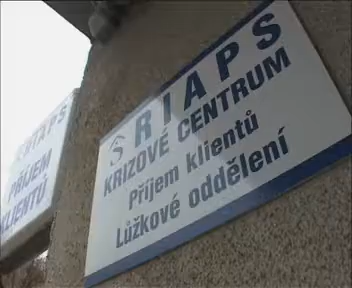 RIAPS
KRIZOVÉ CENTRUM
Příjem klientů
Lůžkové oddělení
RIAPS
PŘÍJEM
KLIENTŮ